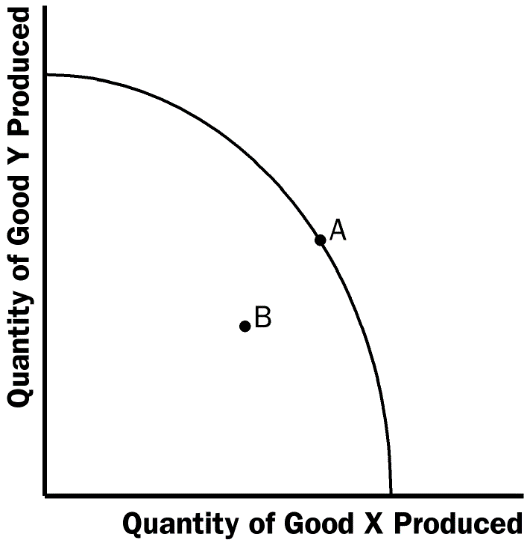 Quantity of Good Y Produced
A
B
Quantity of Good X Produced